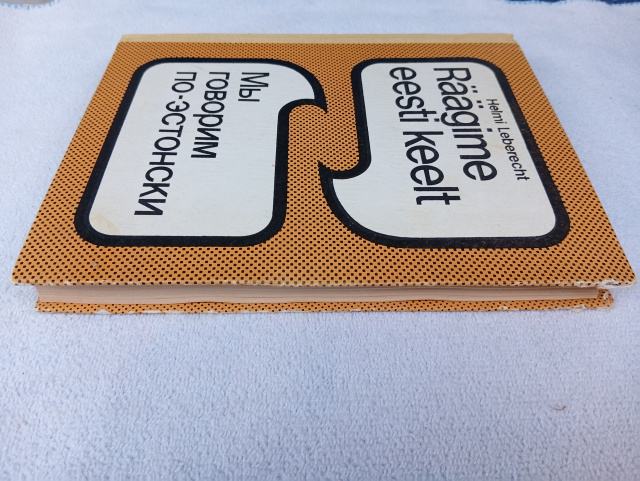 Helmi Leberecht
Räägime
eesti keelt
Мы
говорим
по-эстонски